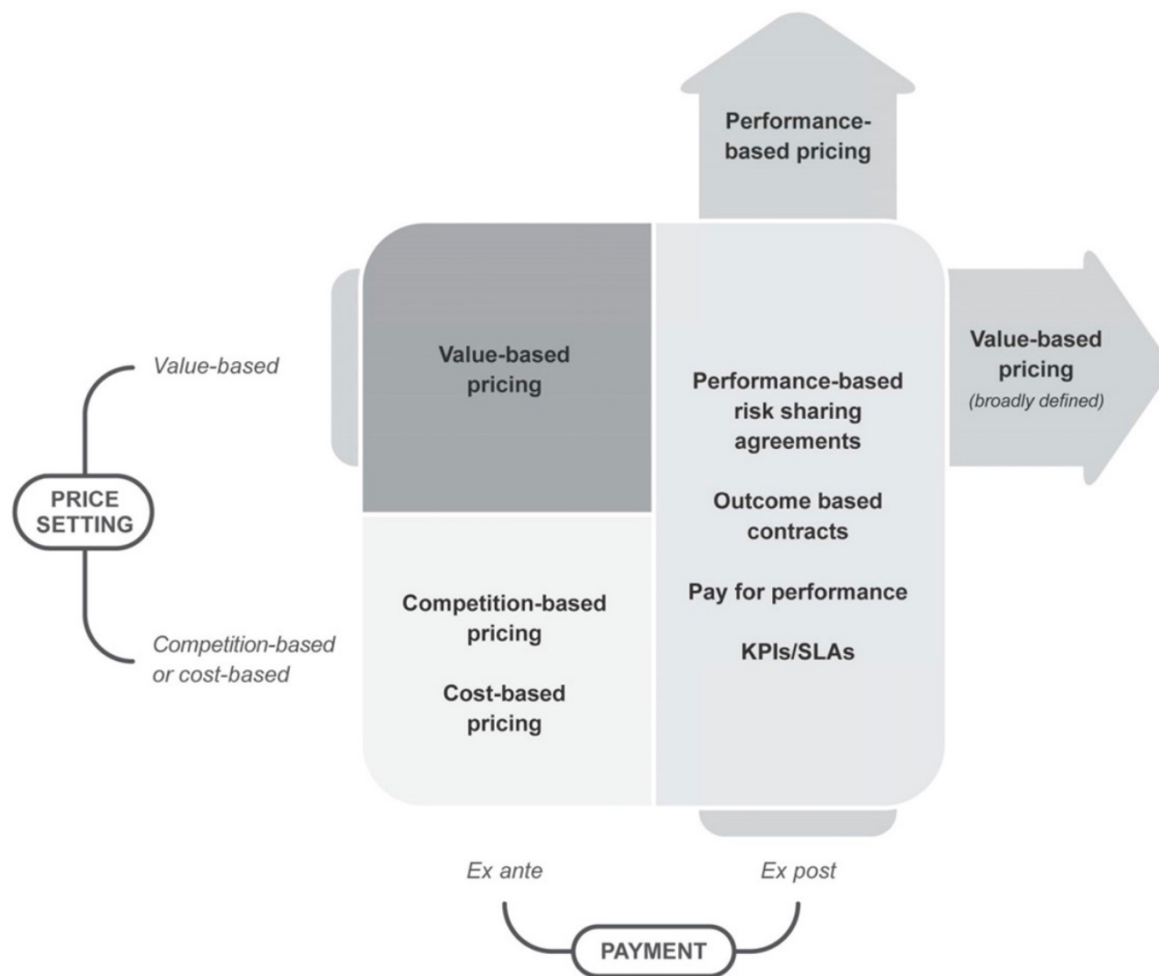 Performance-
based pricing
Value-based
pricing
Performance-based
risk sharing
agreements
Outcome based
contracts
Pay for performance
KPIs/SLAs
Value-based
pricing
(broadly defined)
Value-based
PRICE
SETTING
Competition-based
or cost-based
Competition-based
pricing
Cost-based
pricing
Ex ante
Ex post
PAYMENT